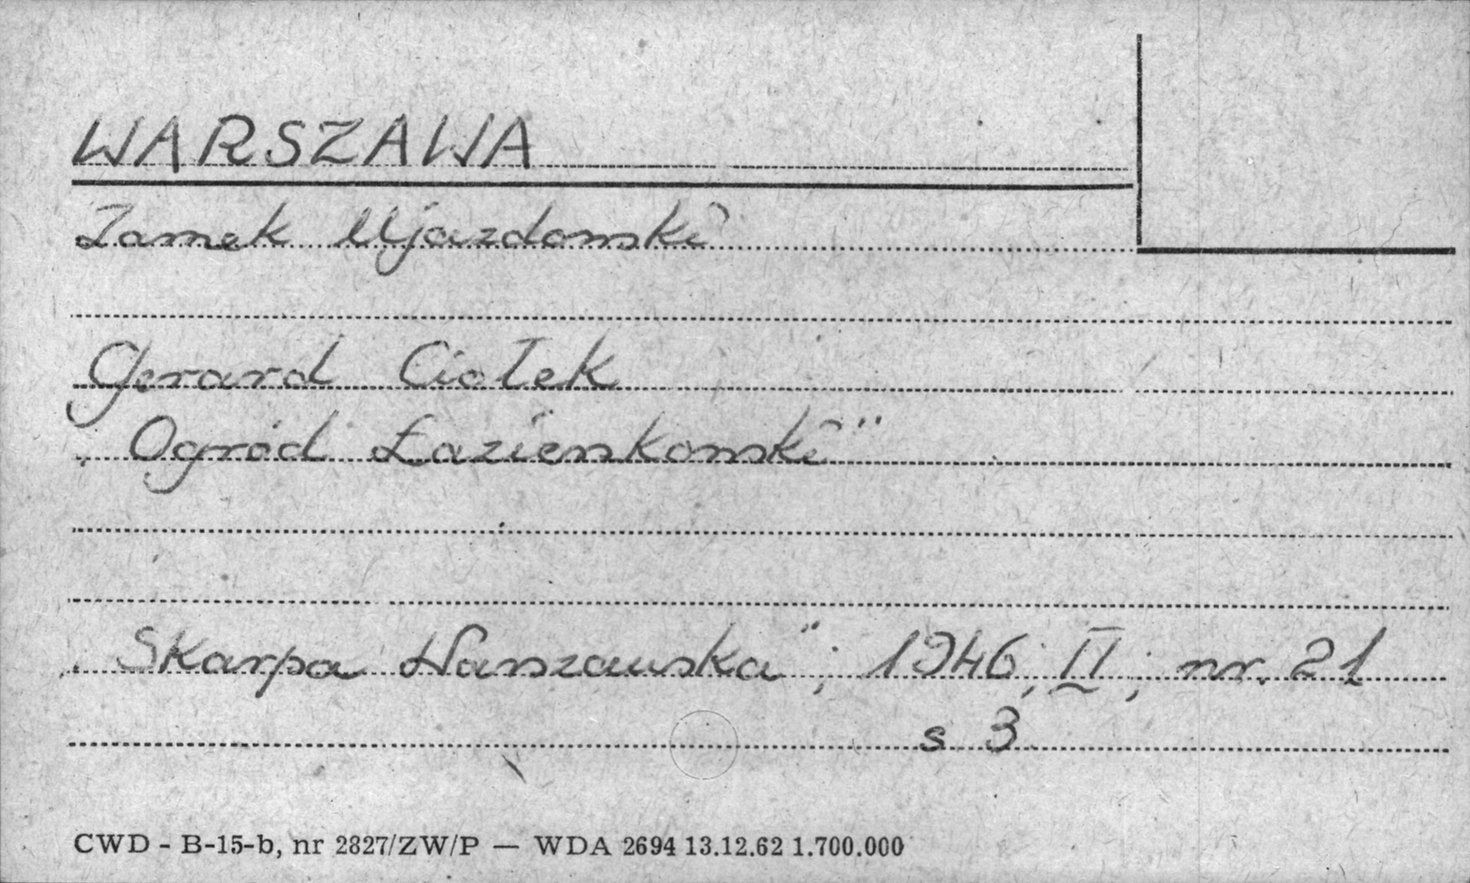 WARSZAWA
Zamek Ujazdowski
Gerard Ciołek
„Ogród Łazienkowski"
„Skarpa Warszawska"; 1946, II; nr. 21
s 3
CWD - B-15-b, nr 2827/ZW/P — WDA 2694 13.12.62 1.700.000